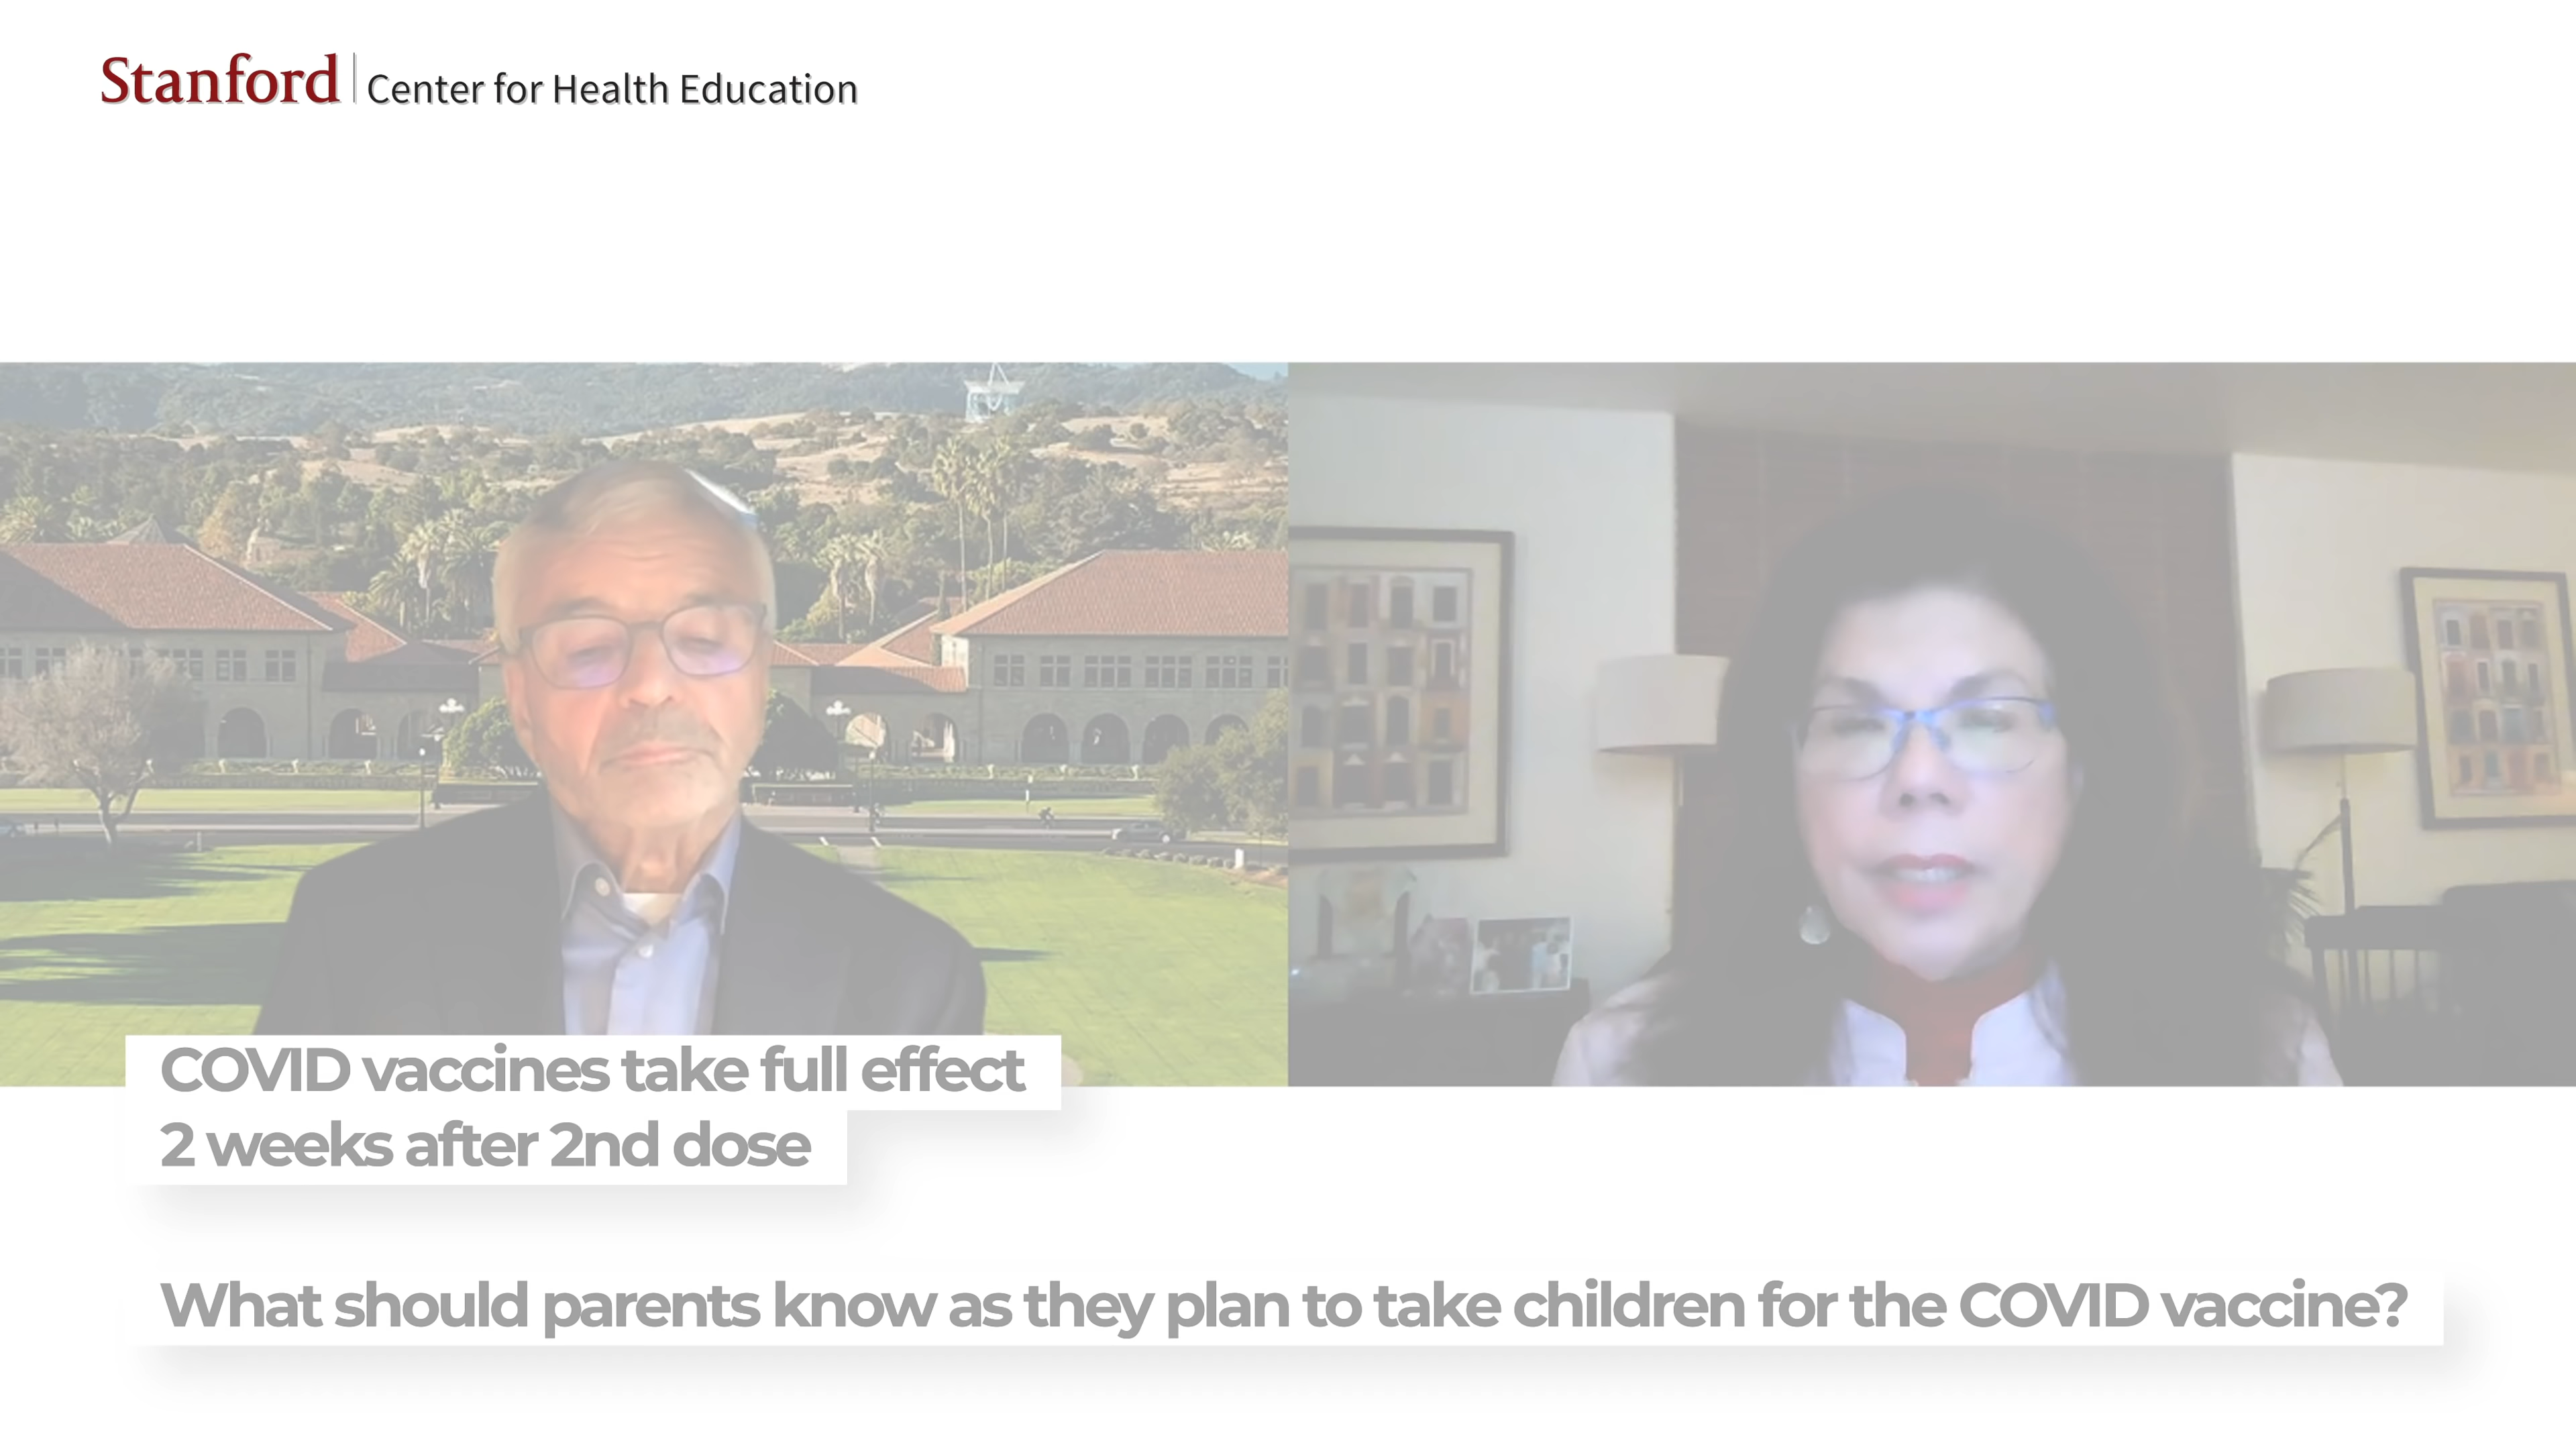 Stanford | Center for Health Education
COVID vaccines take full effect
2 weeks after 2nd dose
What should parents know as they plan to take children for the COVID vaccine?